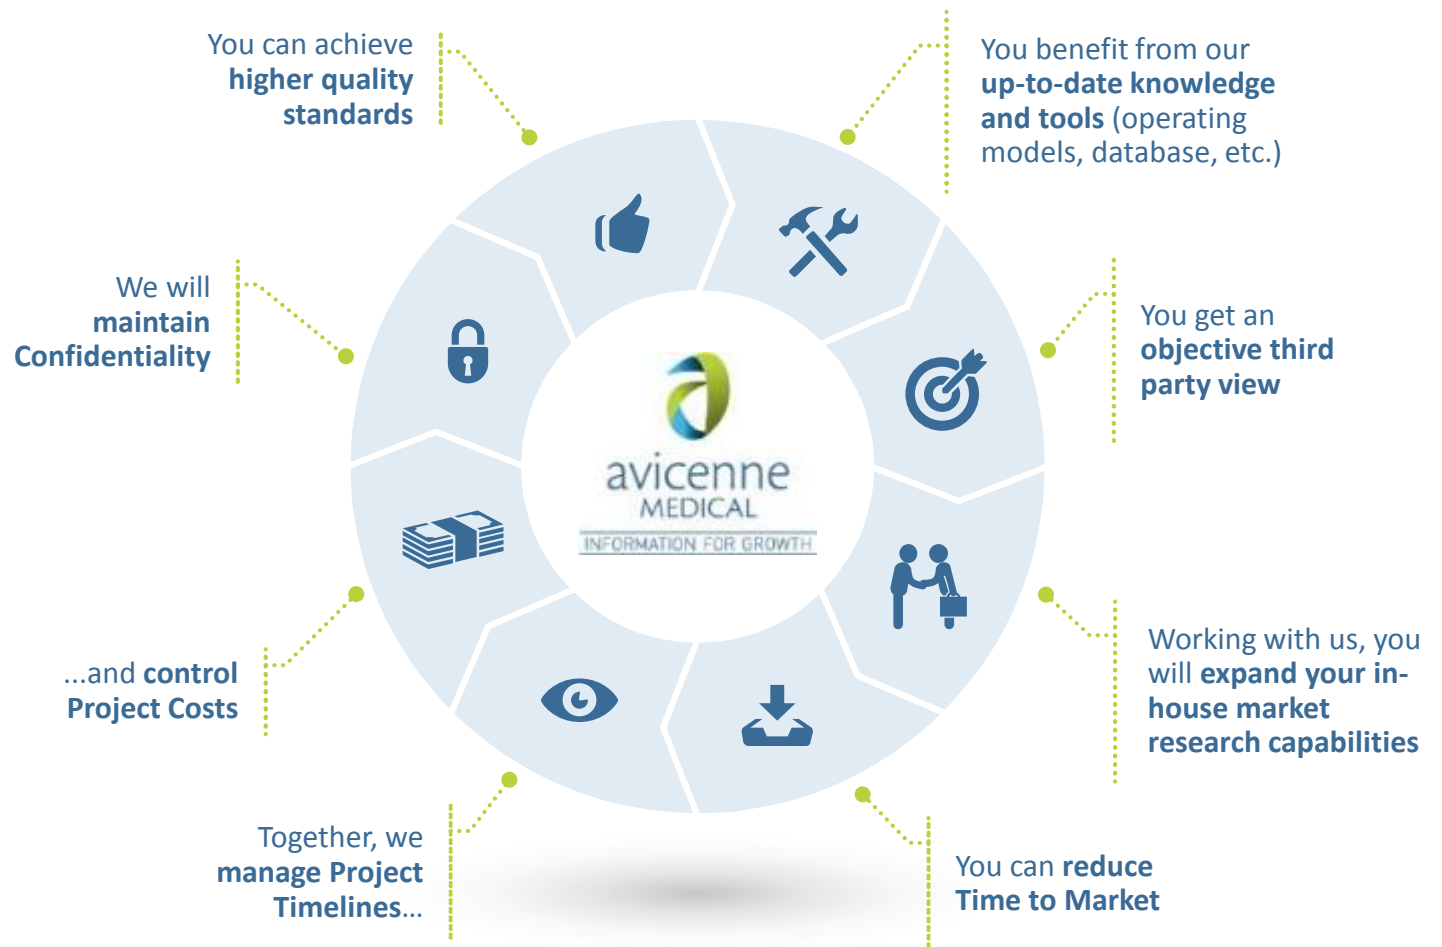 You can achieve
higher quality
standards
You benefit from our
up-to-date knowledge
and tools (operating
models, database, etc.)
We will
maintain
Confidentiality
You get an
objective third
party view
avicenne
MEDICAL
INFORMATION FOR GROWTH
...and control
Project Costs
Working with us, you
will expand your in-
house market
research capabilities
Together, we
manage Project
Timelines...
You can reduce
Time to Market